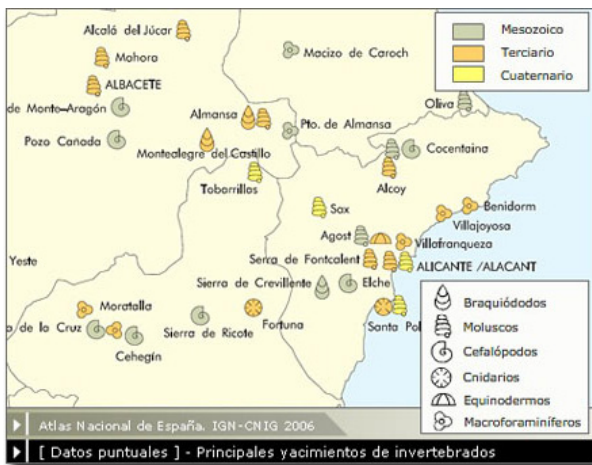 Alcalá del Júcar
Mesozoico
Terciario
Cuaternario
Mahora
Macizo de Caroch
ALBACETE
Oliva
de Monte-Aragón
Almansa
Pto. de Almansa
Pozo Cañada
Cocentaina
Montealegre del Castillo
Tobarrillas
Alcoy
Sax
Benidorm
Villajoyosa
Agost
Villafranqueza
Yeste
Serra de Fontcalent
ALICANTE /ALACANT
Sierra de Crevillente
Elche
Braquiódodos
Moratalla
Moluscos
a de la Cruz
Sierra de Ricote
Fortuna
Santa Pol
Cefalópodos
Cehegín
Cnidarios
Equinodermos
Macroforaminíferos
Atlas Nacional de España. IGN-CNIG 2006
[ Datos puntuales ] - Principales yacimientos de invertebrados